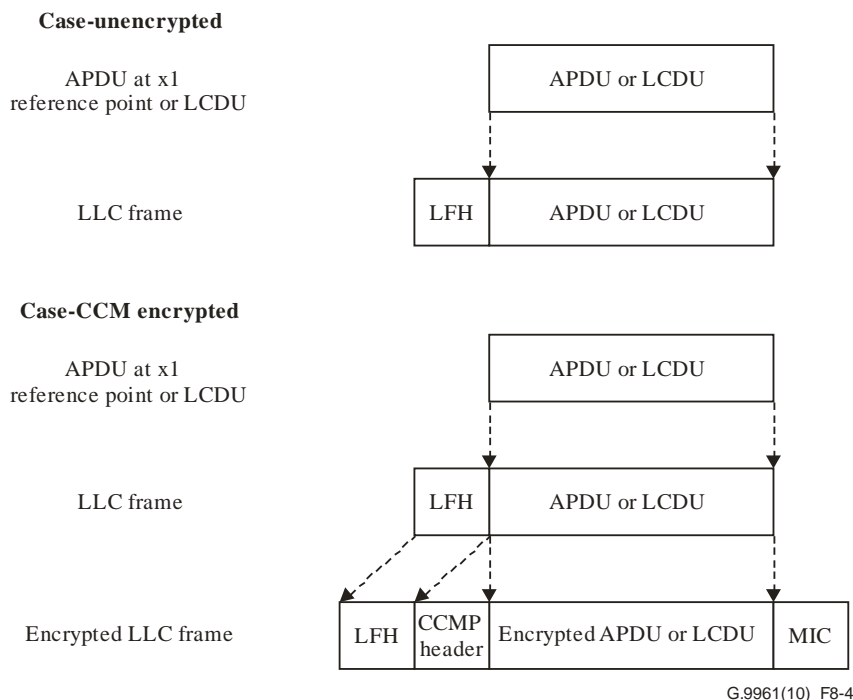 Case-unencrypted
APDU at x1
reference point or LCDU
APDU or LCDU
LLC frame
LFH
APDU or LCDU
Case-CCM encrypted
APDU at x1
reference point or LCDU
APDU or LCDU
LLC frame
LFH
APDU or LCDU
Encrypted LLC frame
LFH
CCMP
header
Encrypted APDU or LCDU
MIC
G.9961(10)_F8-4